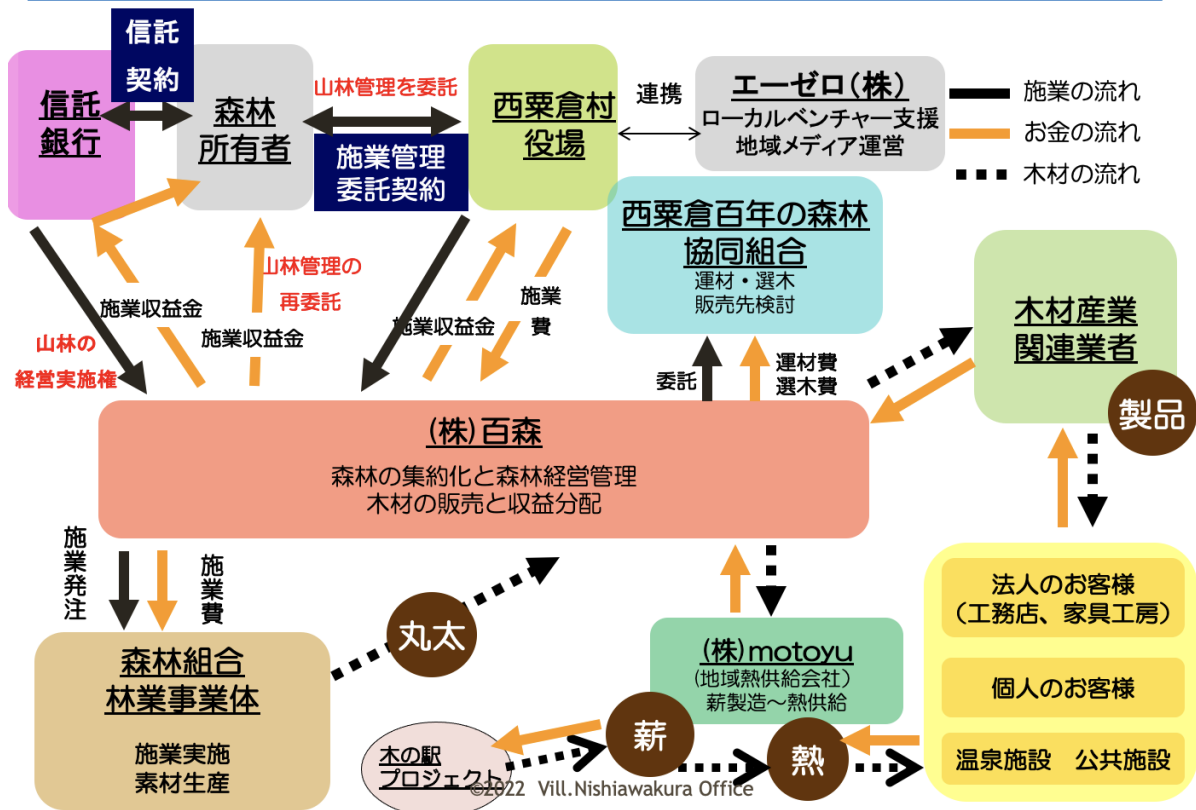 信託
契約
信託
銀行
森林
所有者
山林管理を委託
施業管理
委託契約
西粟倉村
役場
連携
エーゼロ(株)
ローカルベンチャー支援
地域メディア運営
施業の流れ
お金の流れ
木材の流れ
西粟倉百年の森林
協同組合
運材・選木
販売先検討
木材産業
関連業者
製品
山林管理の
再委託
施業収益金
施業収益金
施業収益金
施業
費
山林の
経営実施権
委託
運材費
選木費
(株)百森
森林の集約化と森林経営管理
木材の販売と収益分配
施業発注
施業費
丸太
森林組合
林業事業体
施業実施
素材生産
(株)motoyu
(地域熱供給会社)
薪製造~熱供給
薪
熱
木の駅
プロジェクト
法人のお客様
(工務店、家具工房)
個人のお客様
温泉施設 公共施設
©2022 Vill.Nishiawakura Office